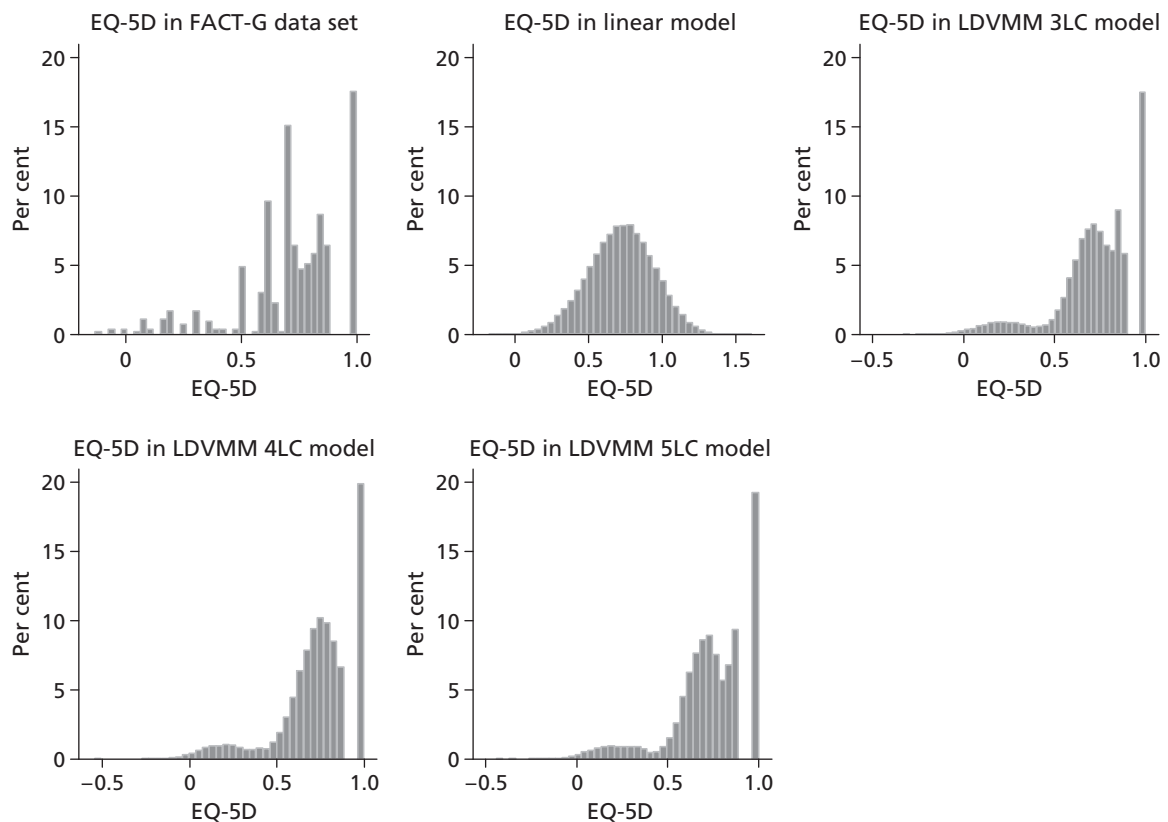 EQ-5D in FACT-G data set
20
15
10
5
0
Per cent
0
0.5
1.0
EQ-5D
EQ-5D in linear model
20
15
10
5
0
Per cent
0
0.5
1.0
1.5
EQ-5D
EQ-5D in LDVMM 3LC model
20
15
10
5
0
Per cent
−0.5
0
0.5
1.0
EQ-5D
EQ-5D in LDVMM 4LC model
20
15
10
5
0
Per cent
−0.5
0
0.5
1.0
EQ-5D
EQ-5D in LDVMM 5LC model
20
15
10
5
0
Per cent
−0.5
0
0.5
1.0
EQ-5D